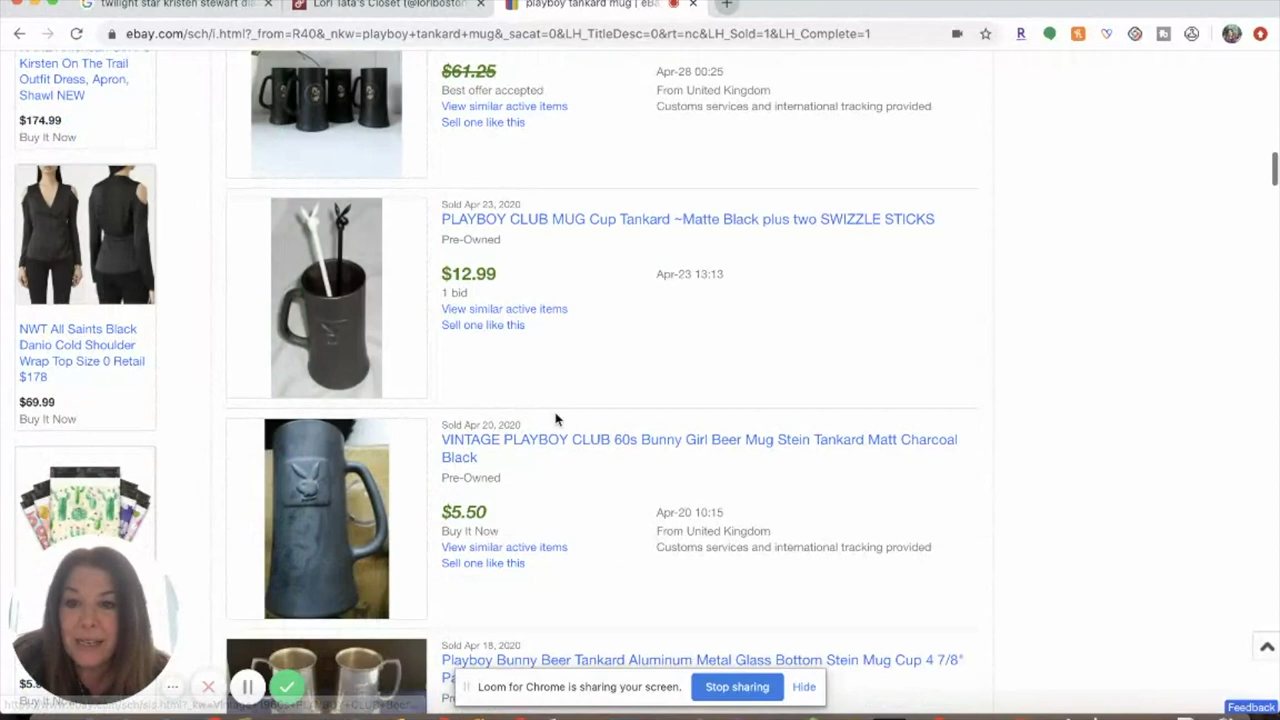 twilight star kristen stewart dia
Lori Tata's Closet (@loriboston
playboy tankard mug | eBa
ebay.com/sch/i.html?_from=R40&_nkw=playboy+tankard+mug&_sacat=0&LH_TitleDesc=0&rt=nc&LH_Sold=1&LH_Complete=1
Kirsten On The Trail
Outfit Dress, Apron,
Shawl NEW
$174.99
Buy It Now
NWT All Saints Black
Danio Cold Shoulder
Wrap Top Size 0 Retail
$178
$69.99
Buy It Now
Buy It Now
$61.25
Best offer accepted
View similar active items
Sell one like this
Apr-28 00:25
From United Kingdom
Customs services and international tracking provided
Sold Apr 23, 2020
PLAYBOY CLUB MUG Cup Tankard ~Matte Black plus two SWIZZLE STICKS
Pre-Owned
$12.99
1 bid
View similar active items
Sell one like this
Apr-23 13:13
Sold Apr 20, 2020
VINTAGE PLAYBOY CLUB 60s Bunny Girl Beer Mug Stein Tankard Matt Charcoal
Black
Pre-Owned
$5.50
Buy It Now
View similar active items
Sell one like this
Apr-20 10:15
From United Kingdom
Customs services and international tracking provided
Sold Apr 18, 2020
Playboy Bunny Beer Tankard Aluminum Metal Glass Bottom Stein Mug Cup 4 7/8"
Loom for Chrome is sharing your screen.
Stop sharing
Hide
Feedback